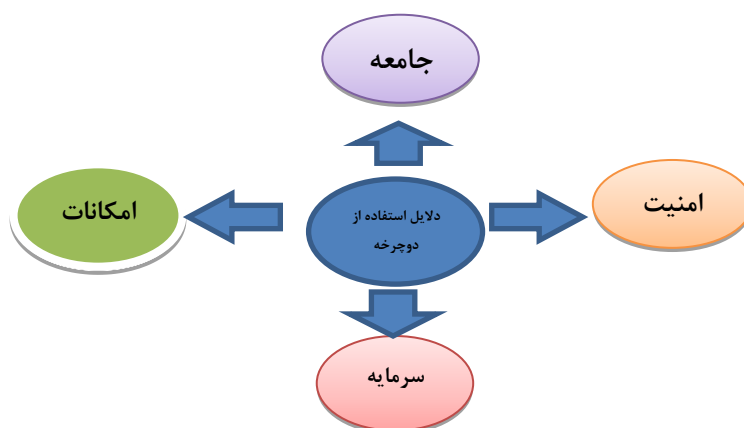 جامعه
امنیت
دلایل استفاده از
دوچرخه
امکانات
سرمایه